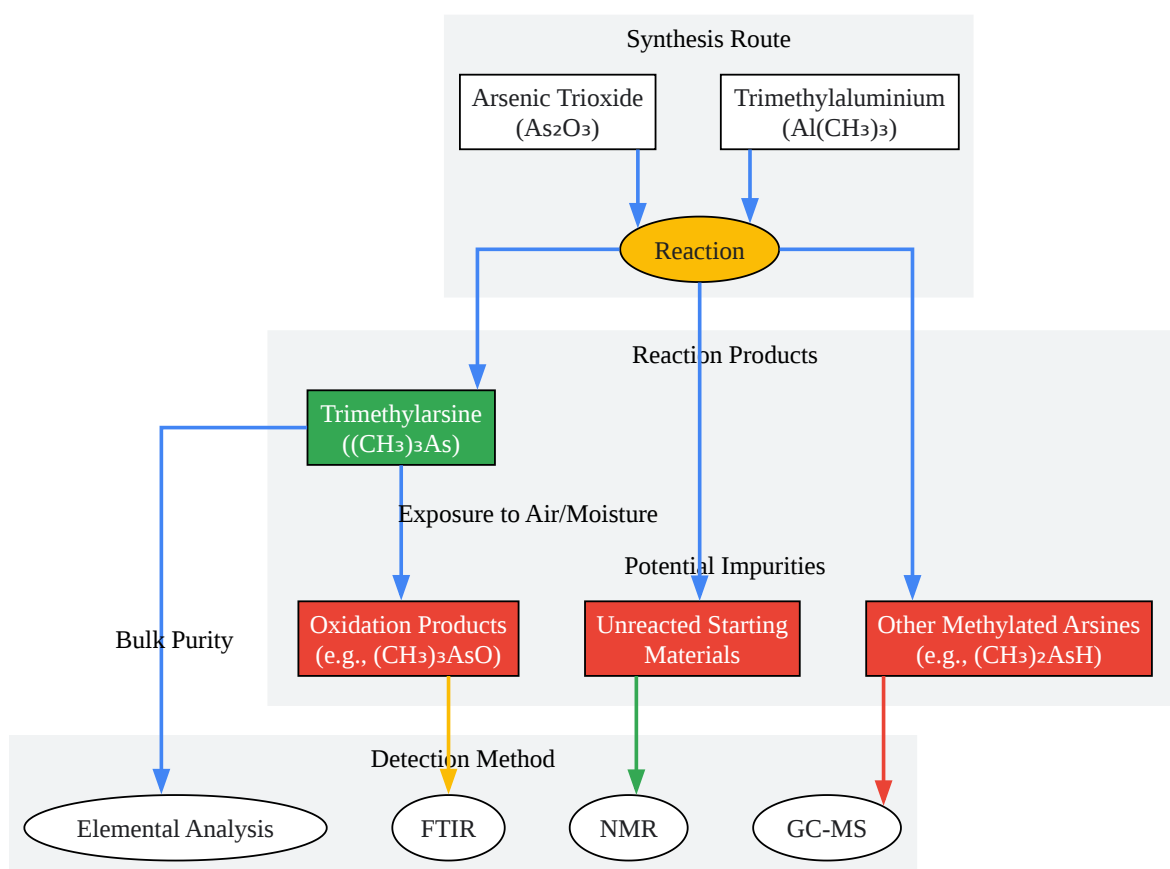 Synthesis Route
Arsenic Trioxide
(As₂O₃)
Trimethylaluminium
(Al(CH₃)₃)
Reaction
Reaction Products
Trimethylarsine
((CH₃)₃As)
Exposure to Air/Moisture
Potential Impurities
Bulk Purity
Oxidation Products
(e.g., (CH₃)₃AsO)
Unreacted Starting
Materials
Other Methylated Arsines
(e.g., (CH₃)₂AsH)
Detection Method
Elemental Analysis
FTIR
NMR
GC-MS